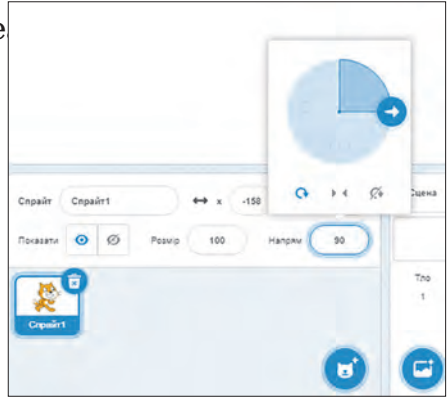 е.
Спрайт Спрайт1 x -158 Сцена
Показати Розмір 100 Напрям 90
Тло
1
Спрайт1